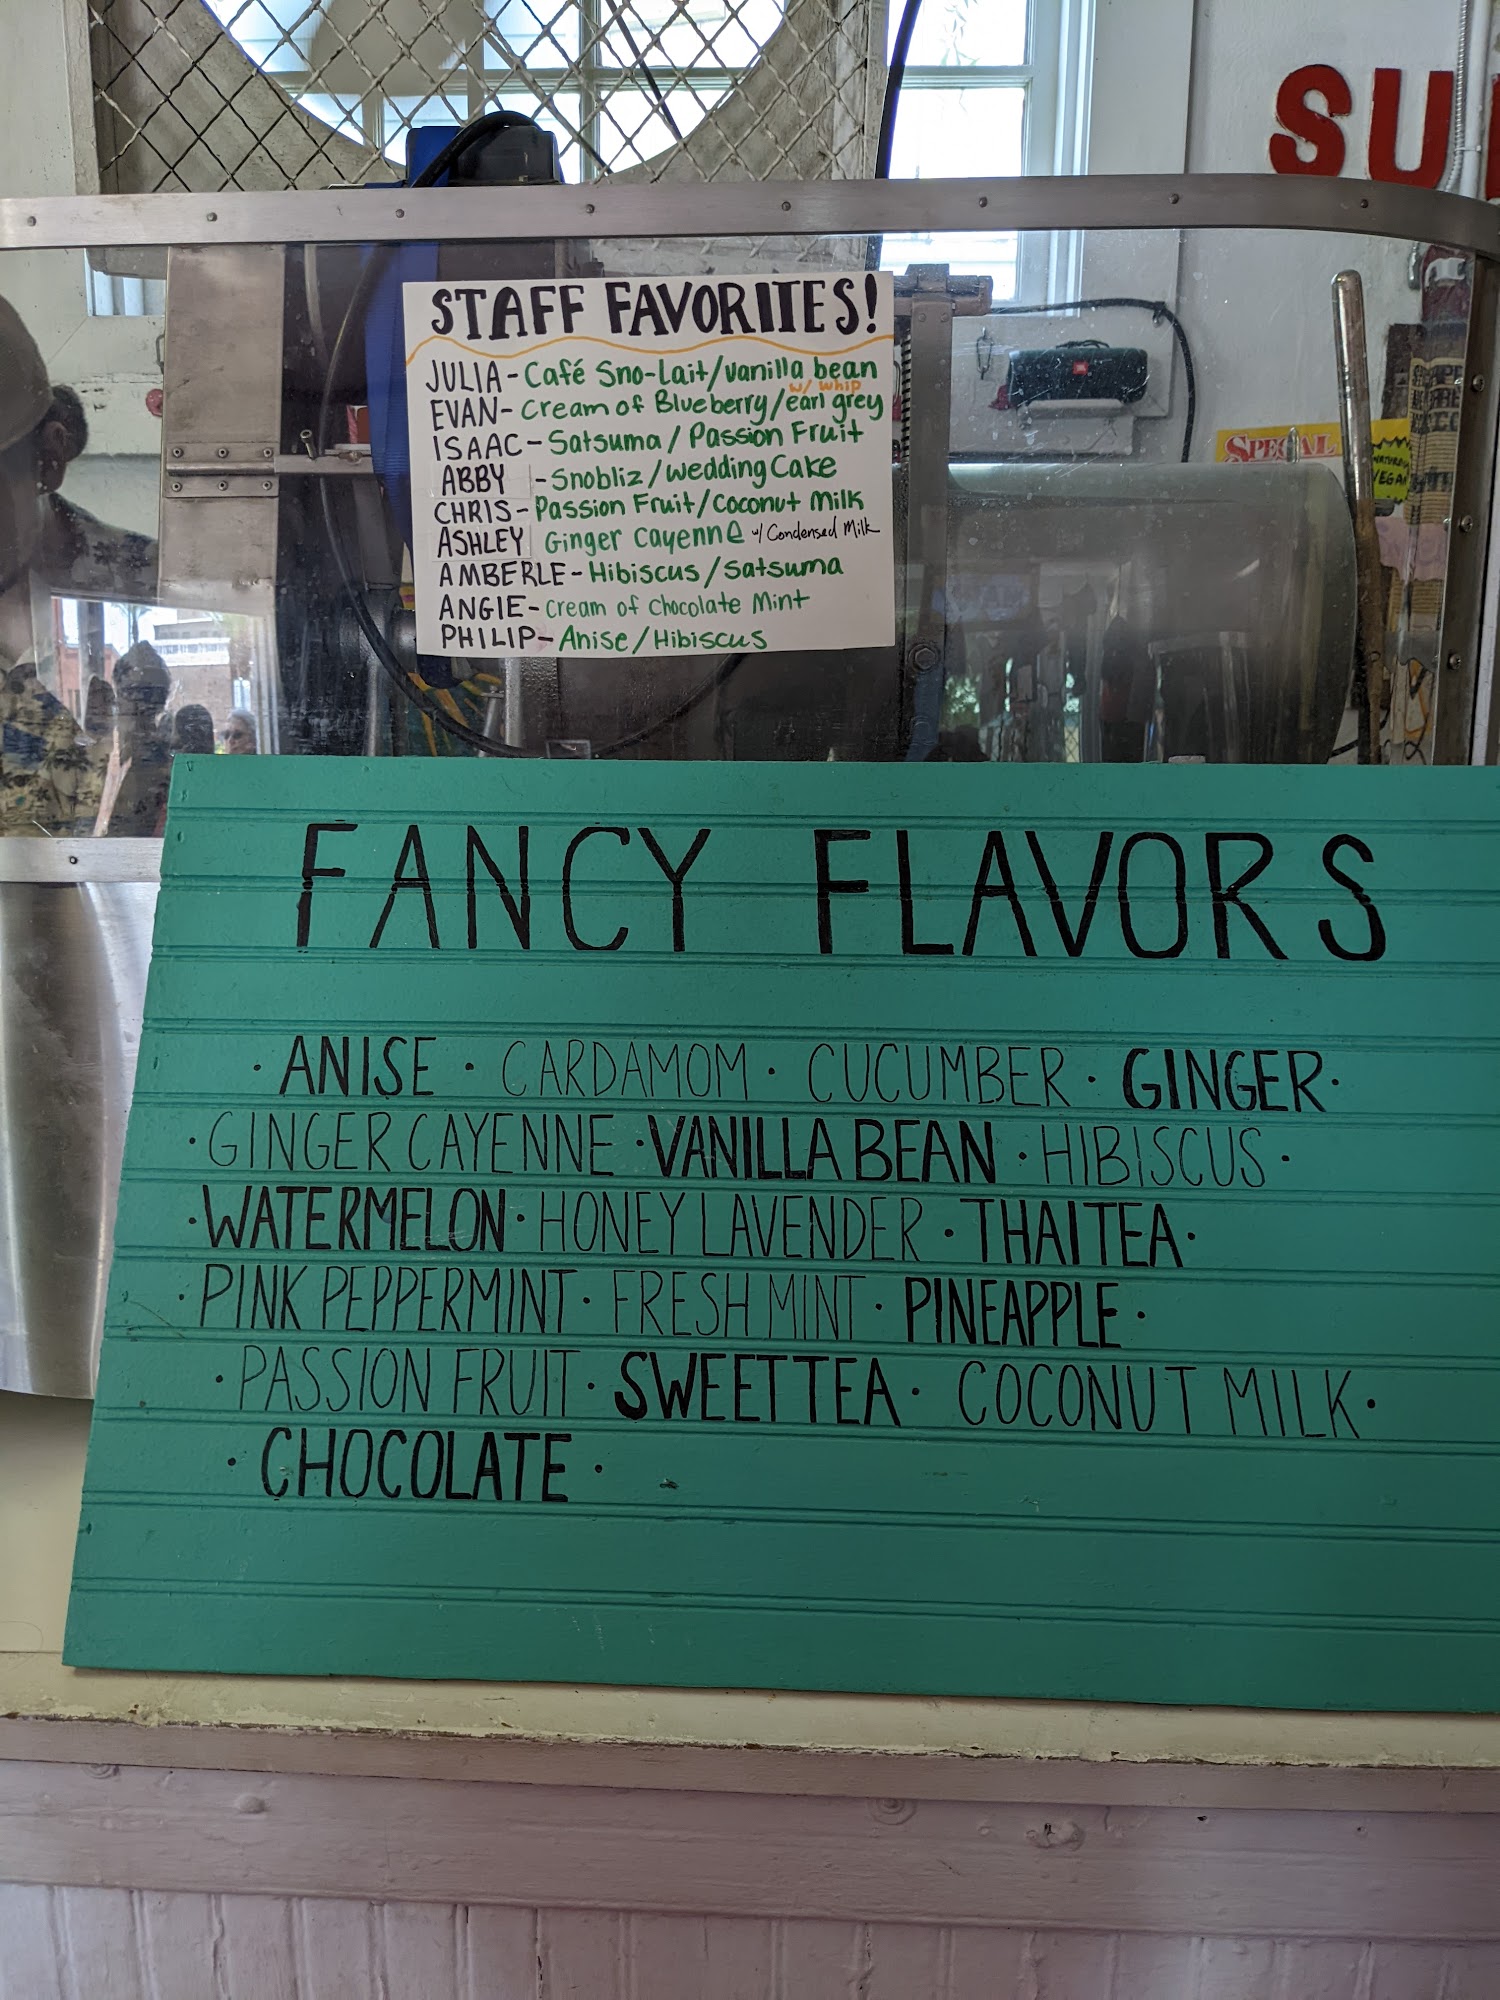 SU
STAFF FAVORITES!
JULIA - Café Sno-Lait/vanilla bean
w/ whip
EVAN - Cream of Blueberry/earl grey
ISAAC - Satsuma / Passion Fruit
ABBY - Snobliz/Wedding Cake
CHRIS - Passion Fruit/Coconut Milk
ASHLEY Ginger Cayenne w/ Condensed Milk
AMBERLE - Hibiscus/Satsuma
ANGIE - Cream of Chocolate Mint
PHILIP - Anise/Hibiscus
JBL
SPECIAL
VEGAN
FANCY FLAVORS
· ANISE · CARDAMOM · CUCUMBER · GINGER ·
· GINGER CAYENNE · VANILLA BEAN · HIBISCUS ·
· WATERMELON · HONEY LAVENDER · THAI TEA ·
· PINK PEPPERMINT · FRESH MINT · PINEAPPLE ·
· PASSION FRUIT · SWEET TEA · COCONUT MILK ·
· CHOCOLATE ·